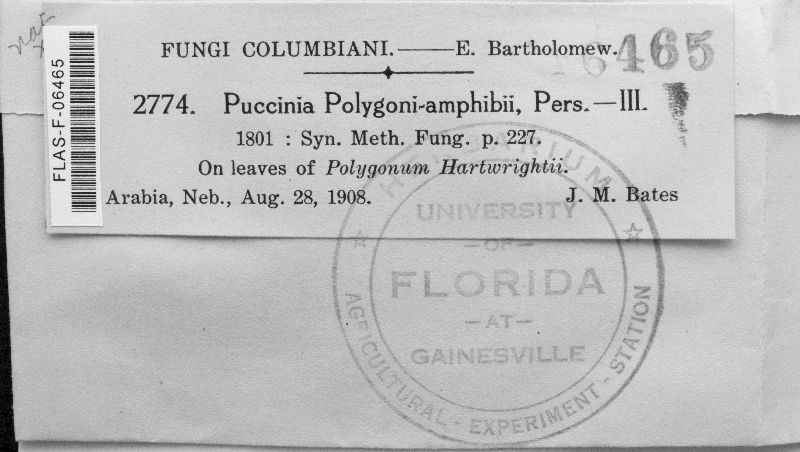 FUNGI COLUMBIANI.——E. Bartholomew.
6465
2774. Puccinia Polygoni-amphibii, Pers.—III.
1801 : Syn. Meth. Fung. p. 227.
On leaves of Polygonum Hartwrightii.
Arabia, Neb., Aug. 28, 1908. J. M. Bates
FLAS-F-06465
HERBARIUM
UNIVERSITY
—OF—
FLORIDA
—AT—
GAINESVILLE
AGRICULTURAL - EXPERIMENT - STATION